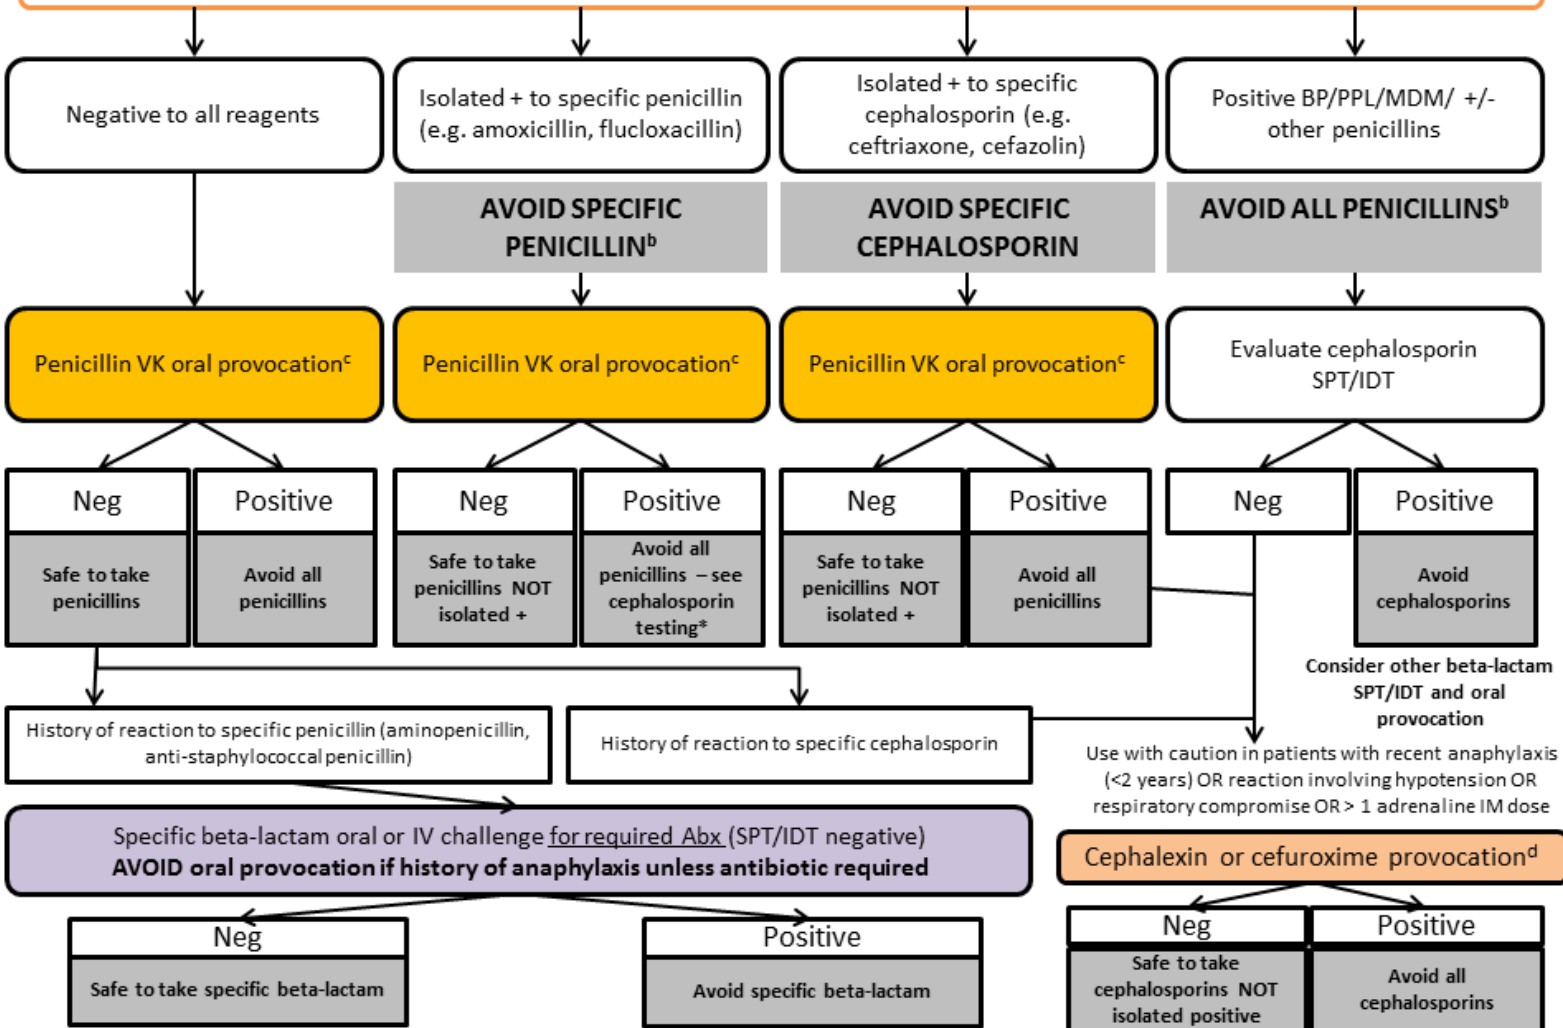 Negative to all reagents
Isolated + to specific penicillin
(e.g. amoxicillin, flucloxacillin)
Isolated + to specific
cephalosporin (e.g.
ceftriaxone, cefazolin)
Positive BP/PPL/MDM/ +/-
other penicillins
AVOID SPECIFIC
PENICILLINᵇ
AVOID SPECIFIC
CEPHALOSPORIN
AVOID ALL PENICILLINSᵇ
Penicillin VK oral provocationᶜ
Penicillin VK oral provocationᶜ
Penicillin VK oral provocationᶜ
Evaluate cephalosporin
SPT/IDT
Neg
Positive
Neg
Positive
Neg
Positive
Neg
Positive
Safe to take
penicillins
Avoid all
penicillins
Safe to take
penicillins NOT
isolated +
Avoid all
penicillins – see
cephalosporin
testing*
Safe to take
penicillins NOT
isolated +
Avoid all
penicillins
Avoid
cephalosporins
Consider other beta-lactam
SPT/IDT and oral
provocation
History of reaction to specific penicillin (aminopenicillin,
anti-staphylococcal penicillin)
History of reaction to specific cephalosporin
Use with caution in patients with recent anaphylaxis
(<2 years) OR reaction involving hypotension OR
respiratory compromise OR > 1 adrenaline IM dose
Specific beta-lactam oral or IV challenge for required Abx (SPT/IDT negative)
AVOID oral provocation if history of anaphylaxis unless antibiotic required
Cephalexin or cefuroxime provocationᵈ
Neg
Positive
Safe to take specific beta-lactam
Avoid specific beta-lactam
Neg
Positive
Safe to take
cephalosporins NOT
isolated positive
Avoid all
cephalosporins